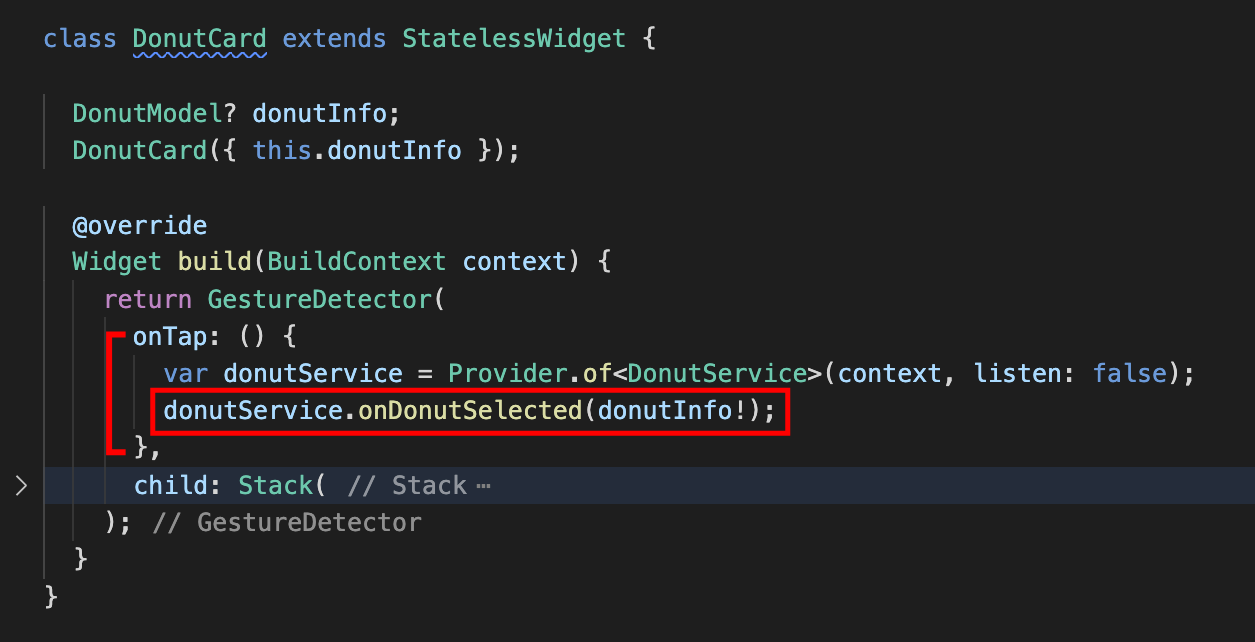 class DonutCard extends StatelessWidget {
DonutModel? donutInfo;
DonutCard({ this.donutInfo });
@override
Widget build(BuildContext context) {
return GestureDetector(
onTap: () {
var donutService = Provider.of<DonutService>(context, listen: false);
donutService.onDonutSelected(donutInfo!);
},
child: Stack( // Stack ⋯
); // GestureDetector
}
}